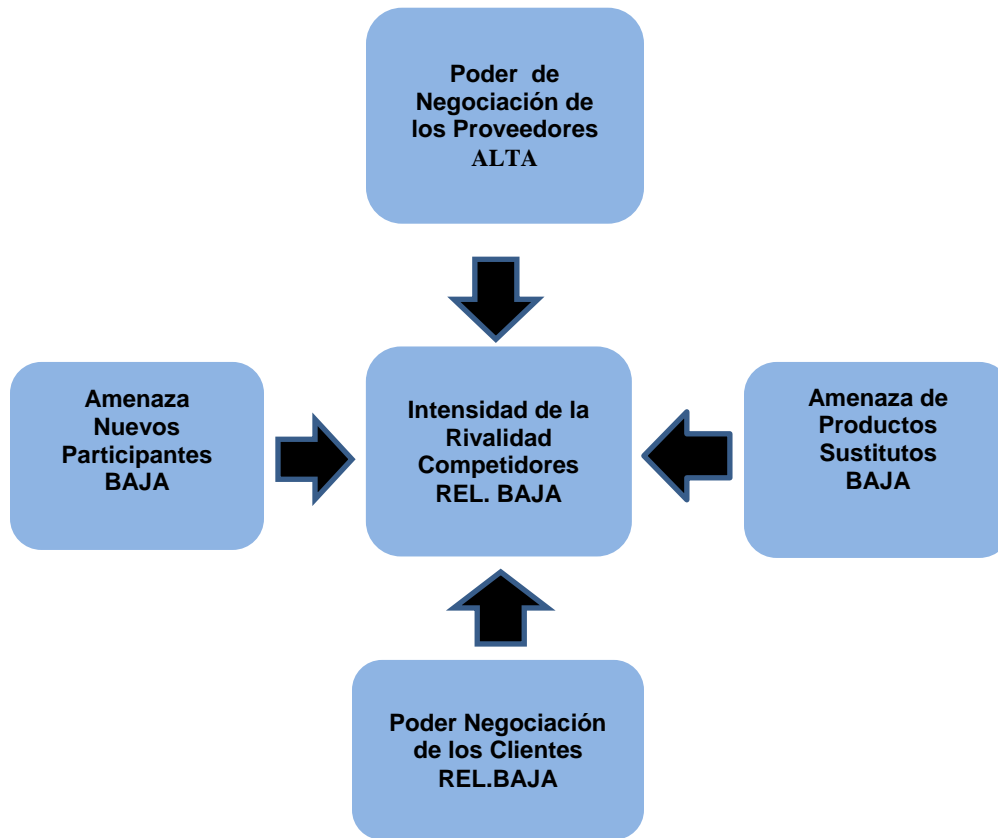 Poder de
Negociación de
los Proveedores
ALTA
Amenaza
Nuevos
Participantes
BAJA
Intensidad de la
Rivalidad
Competidores
REL. BAJA
Amenaza de
Productos
Sustitutos
BAJA
Poder Negociación
de los Clientes
REL.BAJA